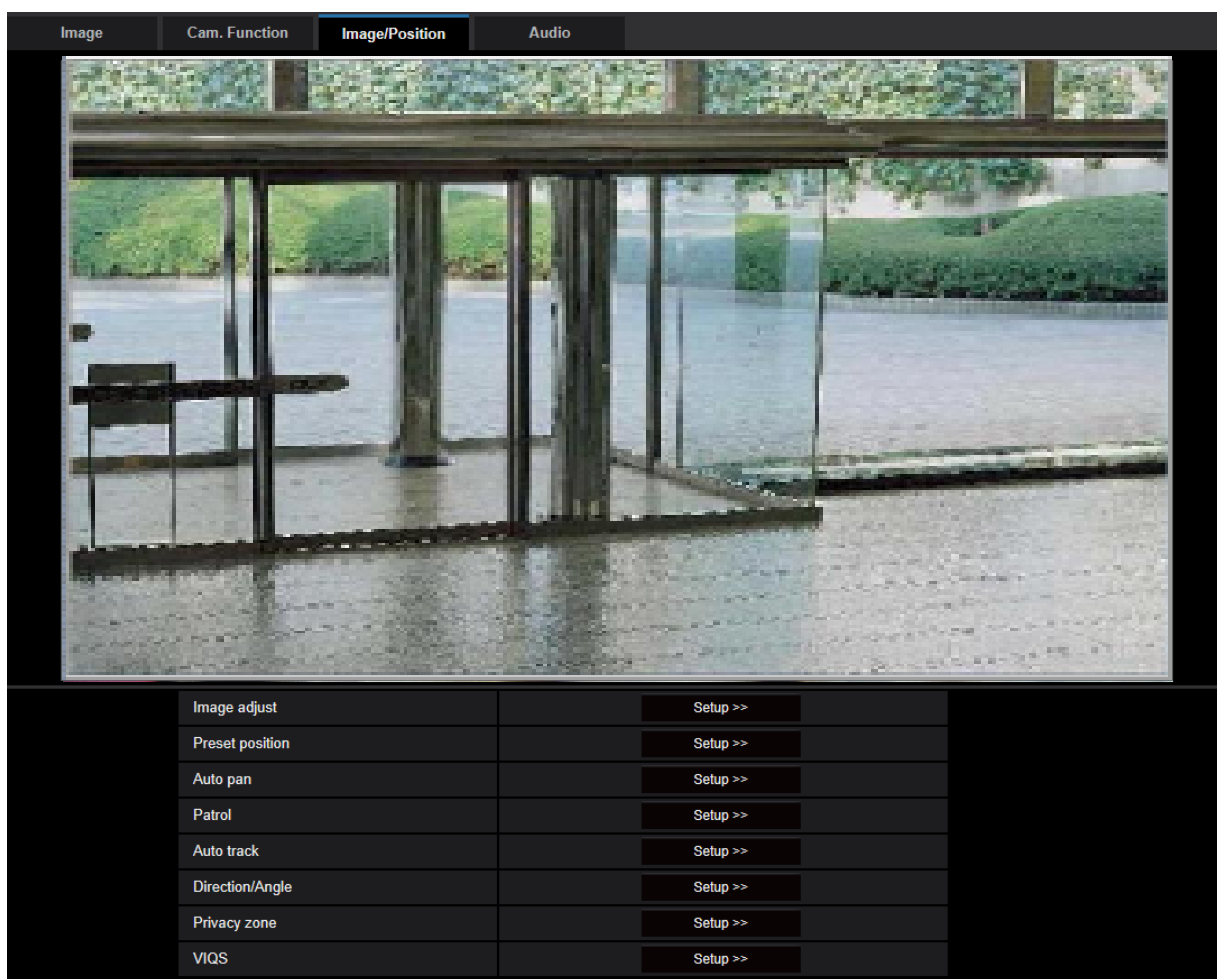 Image Cam. Function Image/Position Audio
Image adjust Setup >>
Preset position Setup >>
Auto pan Setup >>
Patrol Setup >>
Auto track Setup >>
Direction/Angle Setup >>
Privacy zone Setup >>
VIQS Setup >>